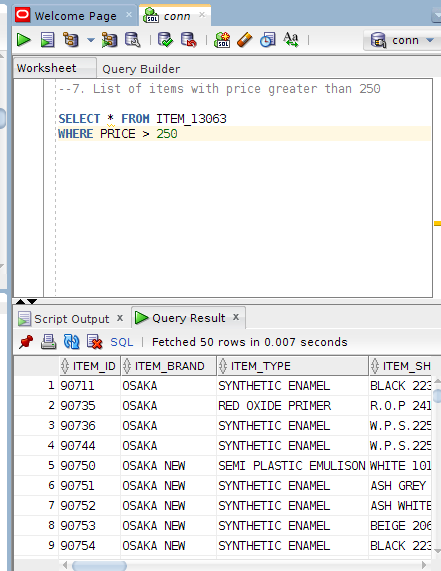 Welcome Page conn
SQL Aa conn
Worksheet Query Builder
--7. List of items with price greater than 250
SELECT * FROM ITEM_13063
WHERE PRICE > 250
Script Output x Query Result x
SQL | Fetched 50 rows in 0.007 seconds
ITEM_ID ITEM_BRAND ITEM_TYPE ITEM_SH
1 90711 OSAKA SYNTHETIC ENAMEL BLACK 223
2 90735 OSAKA RED OXIDE PRIMER R.O.P 241
3 90736 OSAKA SYNTHETIC ENAMEL W.P.S.225
4 90744 OSAKA SYNTHETIC ENAMEL W.P.S.225
5 90750 OSAKA NEW SEMI PLASTIC EMULISON WHITE 101
6 90751 OSAKA NEW SYNTHETIC ENAMEL ASH GREY
7 90752 OSAKA NEW SYNTHETIC ENAMEL ASH WHITE
8 90753 OSAKA NEW SYNTHETIC ENAMEL BEIGE 206
9 90754 OSAKA NEW SYNTHETIC ENAMEL BLACK 223